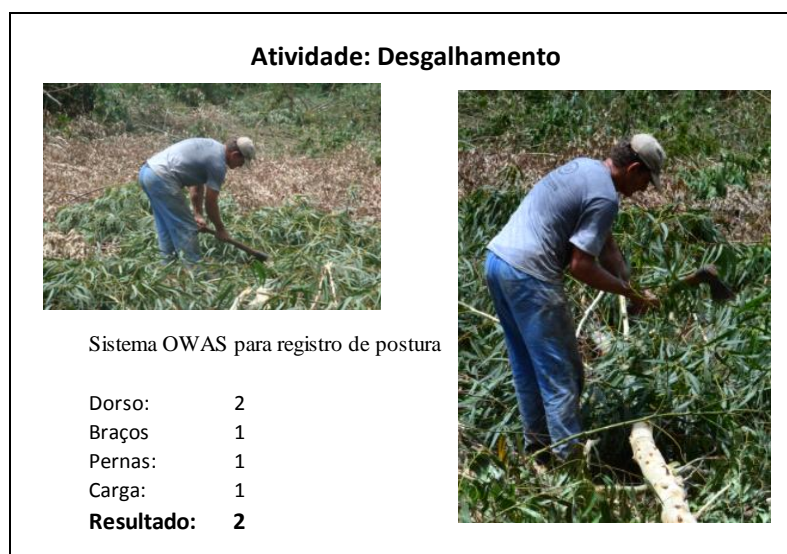 Atividade: Desgalhamento
Sistema OWAS para registro de postura
Dorso: 2
Braços 1
Pernas: 1
Carga: 1
Resultado: 2